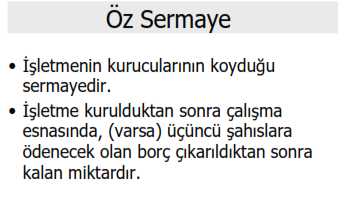 Öz Sermaye
• İşletmenin kurucularının koyduğu
sermayedir.
• İşletme kurulduktan sonra çalışma
esnasında, (varsa) üçüncü şahıslara
ödenecek olan borç çıkarıldıktan sonra
kalan miktardır.